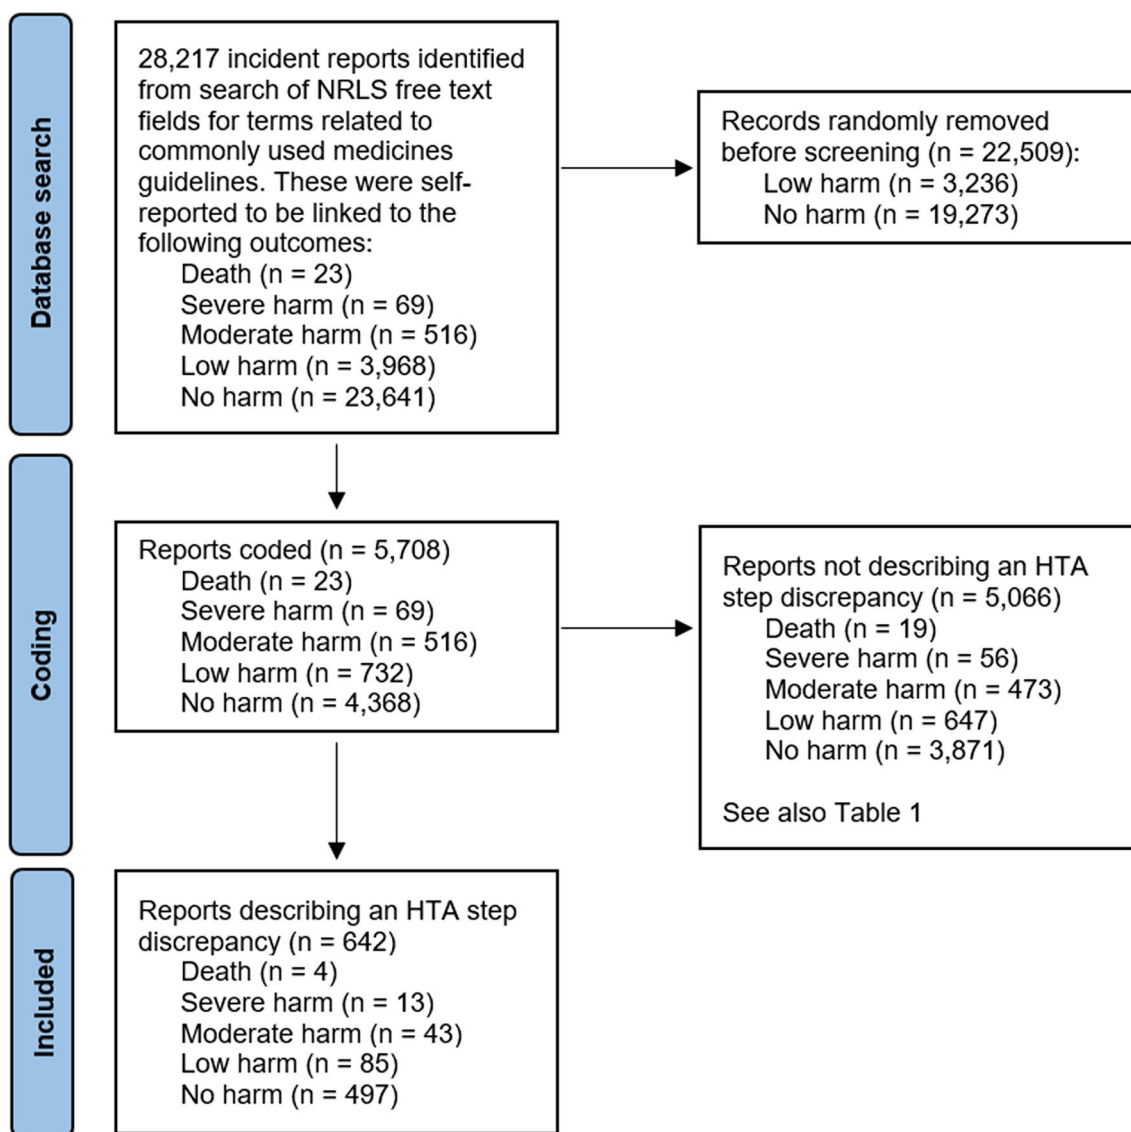 Database search
28,217 incident reports identified
from search of NRLS free text
fields for terms related to
commonly used medicines
guidelines. These were self-
reported to be linked to the
following outcomes:
Death (n = 23)
Severe harm (n = 69)
Moderate harm (n = 516)
Low harm (n = 3,968)
No harm (n = 23,641)
Records randomly removed
before screening (n = 22,509):
Low harm (n = 3,236)
No harm (n = 19,273)
Coding
Reports coded (n = 5,708)
Death (n = 23)
Severe harm (n = 69)
Moderate harm (n = 516)
Low harm (n = 732)
No harm (n = 4,368)
Reports not describing an HTA
step discrepancy (n = 5,066)
Death (n = 19)
Severe harm (n = 56)
Moderate harm (n = 473)
Low harm (n = 647)
No harm (n = 3,871)
See also Table 1
Included
Reports describing an HTA step
discrepancy (n = 642)
Death (n = 4)
Severe harm (n = 13)
Moderate harm (n = 43)
Low harm (n = 85)
No harm (n = 497)